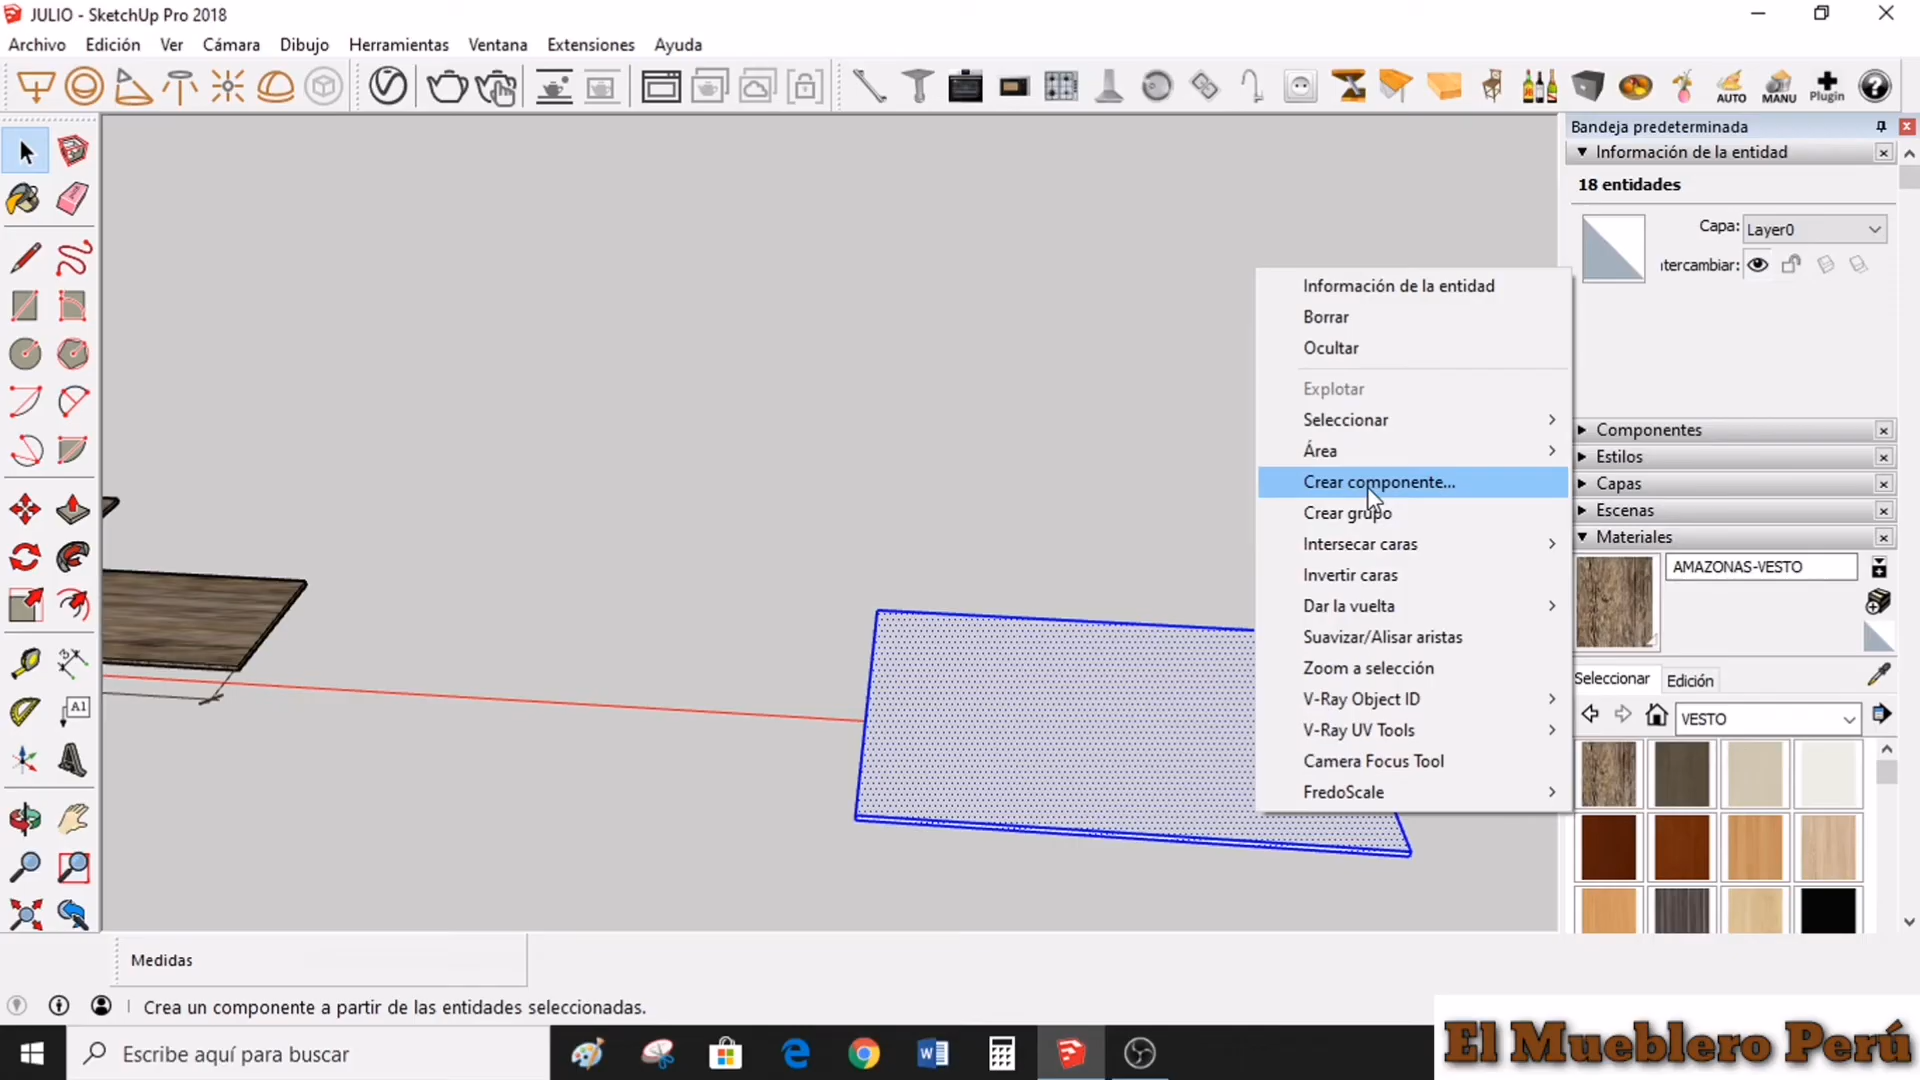 JULIO - SketchUp Pro 2018
Archivo Edición Ver Cámara Dibujo Herramientas Ventana Extensiones Ayuda
AUTO MANU Plugin
Bandeja predeterminada
Información de la entidad
18 entidades
Capa: Layer0
ntercambiar:
Información de la entidad
Borrar
Ocultar
Explotar
Seleccionar
Área
Crear componente...
Crear grupo
Intersecar caras
Invertir caras
Dar la vuelta
Suavizar/Alisar aristas
Zoom a selección
V-Ray Object ID
V-Ray UV Tools
Camera Focus Tool
FredoScale
Componentes
Estilos
Capas
Escenas
Materiales
AMAZONAS-VESTO
Seleccionar Edición
VESTO
A1
Medidas
Crea un componente a partir de las entidades seleccionadas.
Escribe aquí para buscar
El Mueblero Perú